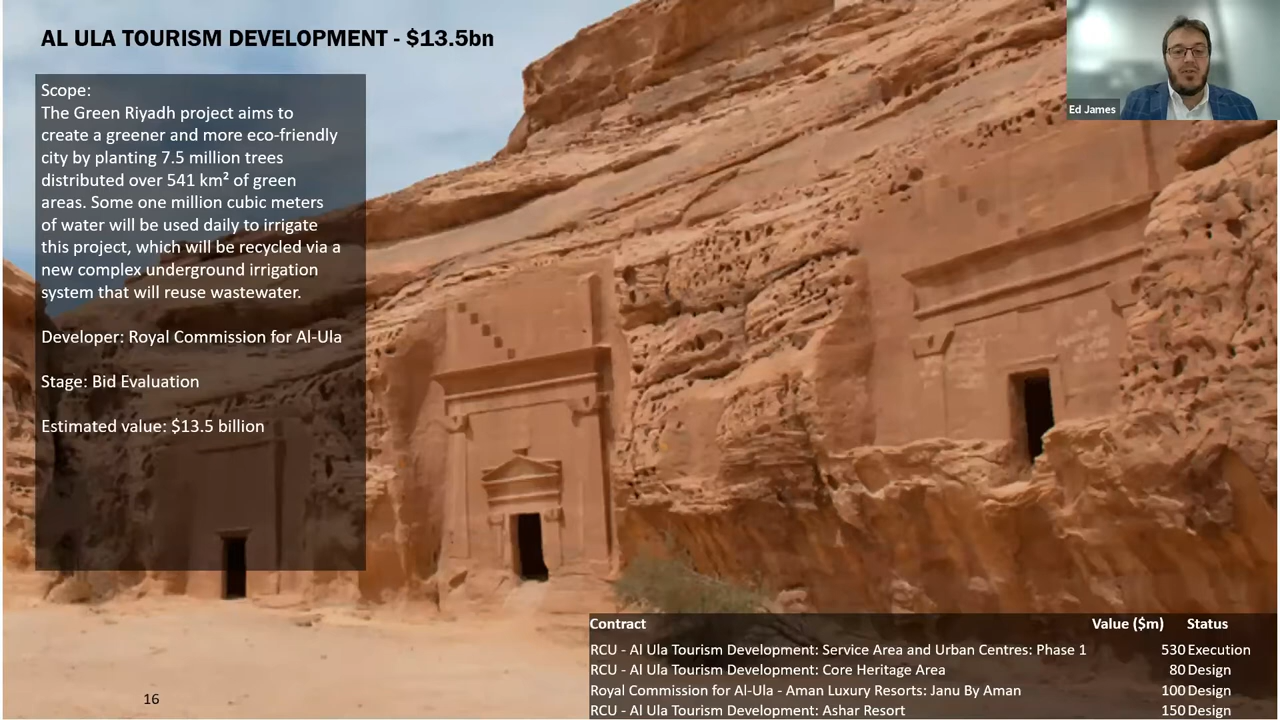 AL ULA TOURISM DEVELOPMENT - $13.5bn
Ed James
Scope:
The Green Riyadh project aims to
create a greener and more eco-friendly
city by planting 7.5 million trees
distributed over 541 km² of green
areas. Some one million cubic meters
of water will be used daily to irrigate
this project, which will be recycled via a
new complex underground irrigation
system that will reuse wastewater.
Developer: Royal Commission for Al-Ula
Stage: Bid Evaluation
Estimated value: $13.5 billion
Contract Value ($m) Status
RCU - Al Ula Tourism Development: Service Area and Urban Centres: Phase 1 530 Execution
RCU - Al Ula Tourism Development: Core Heritage Area 80 Design
Royal Commission for Al-Ula - Aman Luxury Resorts: Janu By Aman 100 Design
RCU - Al Ula Tourism Development: Ashar Resort 150 Design
16